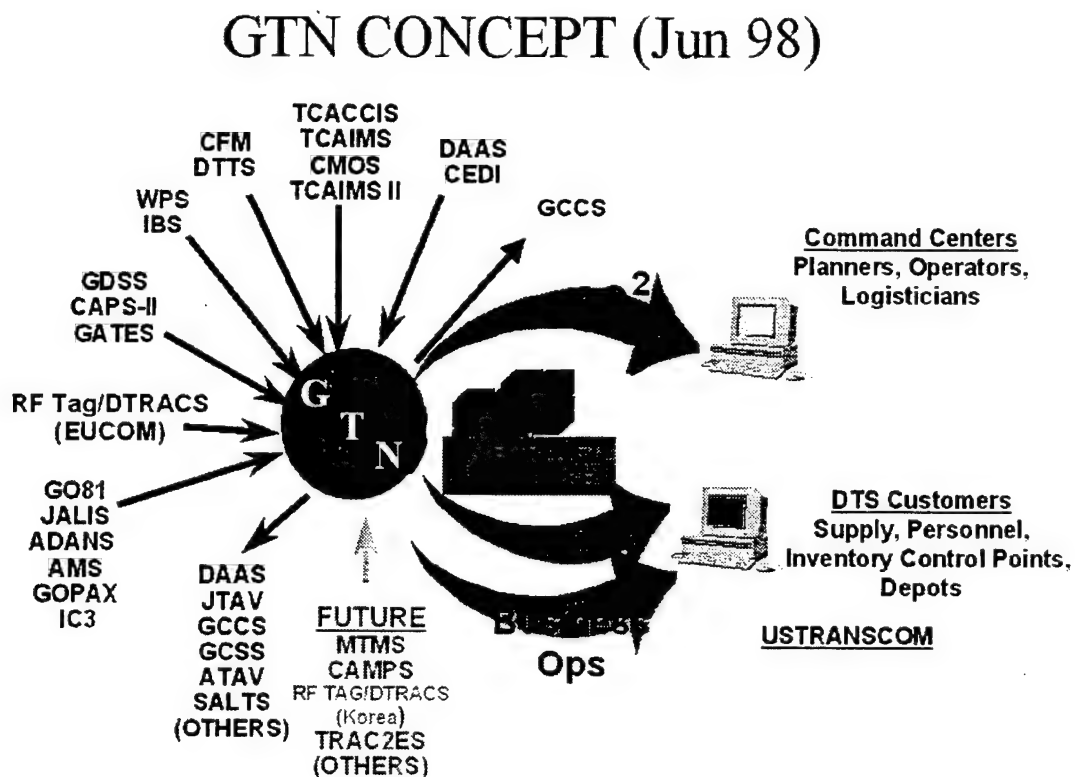 GTN CONCEPT (Jun 98)
TCACCIS
TCAIMS
CMOS
TCAIMS II
CFM
DTTS
DAAS
CEDI
WPS
IBS
GCCS
GDSS
CAPS-II
GATES
RF Tag/DTRACS
(EUCOM)
GO81
JALIS
ADANS
AMS
GOPAX
IC3
G
T
N
2
Command Centers
Planners, Operators,
Logisticians
DTS Customers
Supply, Personnel,
Inventory Control Points,
Depots
USTRANSCOM
DAAS
JTAV
GCCS
GCSS
ATAV
SALTS
(OTHERS)
FUTURE
MTMS
CAMPS
RF TAG/DTRACS
(Korea)
TRAC2ES
(OTHERS)
Business
Ops